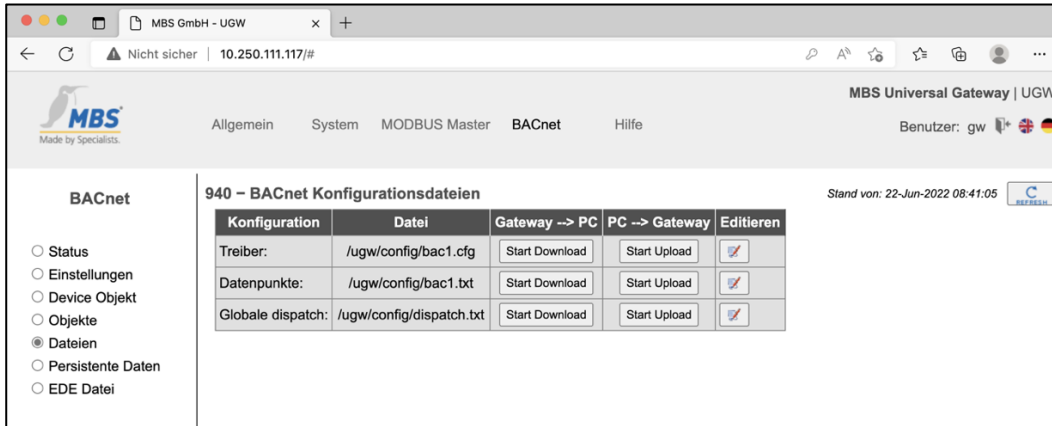 MBS GmbH - UGW
Nicht sicher | 10.250.111.117/#
MBS
Made by Specialists.
Allgemein System MODBUS Master BACnet Hilfe
MBS Universal Gateway | UGW
Benutzer: gw
BACnet
Status
Einstellungen
Device Objekt
Objekte
Dateien
Persistente Daten
EDE Datei
940 − BACnet Konfigurationsdateien
Stand von: 22-Jun-2022 08:41:05
REFRESH
Konfiguration Datei Gateway --> PC PC --> Gateway Editieren
Treiber: /ugw/config/bac1.cfg Start Download Start Upload
Datenpunkte: /ugw/config/bac1.txt Start Download Start Upload
Globale dispatch: /ugw/config/dispatch.txt Start Download Start Upload